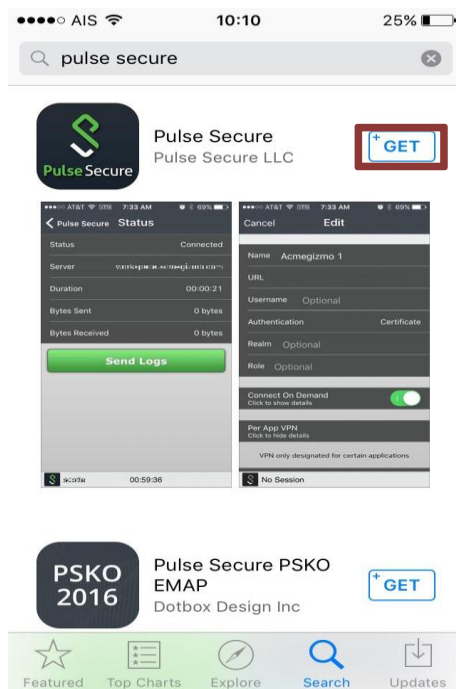 AIS 10:10 25%
pulse secure
Pulse Secure
Pulse Secure
Pulse Secure LLC
+ GET
AT&T 7:33 AM 69%
Pulse Secure Status
Status Connected
Server
Duration 00:00:21
Bytes Sent 0 bytes
Bytes Received 0 bytes
Send Logs
00:59:36
AT&T 7:33 AM 69%
Cancel Edit
Name Acmegizmo 1
URL
Username Optional
Authentication Certificate
Realm Optional
Role Optional
Connect On Demand
Click to show details
Per App VPN
Click to hide details
VPN only designated for certain applications
No Session
PSKO
2016
Pulse Secure PSKO
EMAP
Dotbox Design Inc
+ GET
Featured Top Charts Explore Search Updates